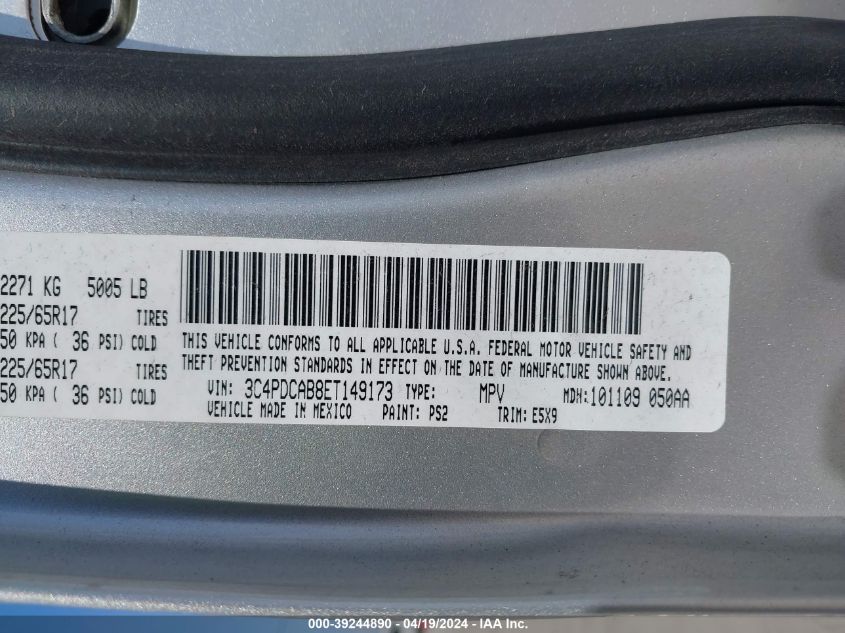 2271 KG 5005 LB
225/65R17 TIRES
50 KPA ( 36 PSI) COLD
225/65R17 TIRES
50 KPA ( 36 PSI) COLD
THIS VEHICLE CONFORMS TO ALL APPLICABLE U.S.A. FEDERAL MOTOR VEHICLE SAFETY AND
THEFT PREVENTION STANDARDS IN EFFECT ON THE DATE OF MANUFACTURE SHOWN ABOVE.
VIN: 3C4PDCAB8ET149173 TYPE: MPV MDH: 101109 050AA
VEHICLE MADE IN MEXICO PAINT: PS2 TRIM: E5X9
000-39244890 - 04/19/2024 - IAA Inc.